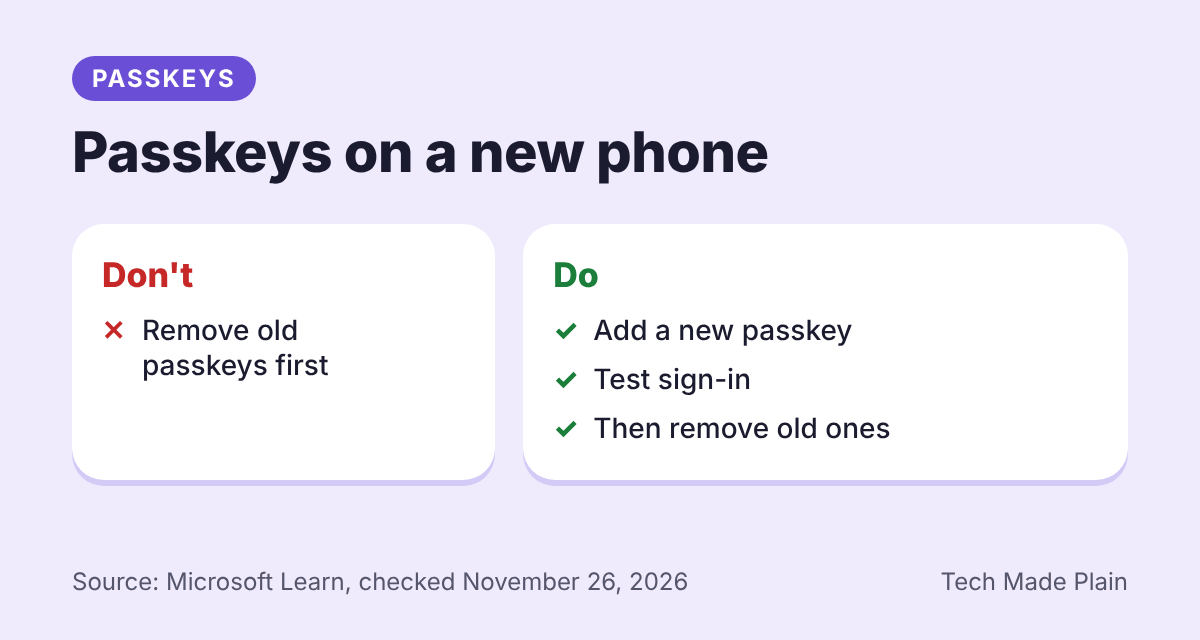 PASSKEYS
Passkeys on a new phone
Don't
✕ Remove old
passkeys first
Do
✓ Add a new passkey
✓ Test sign-in
✓ Then remove old ones
Source: Microsoft Learn, checked November 26, 2026
Tech Made Plain